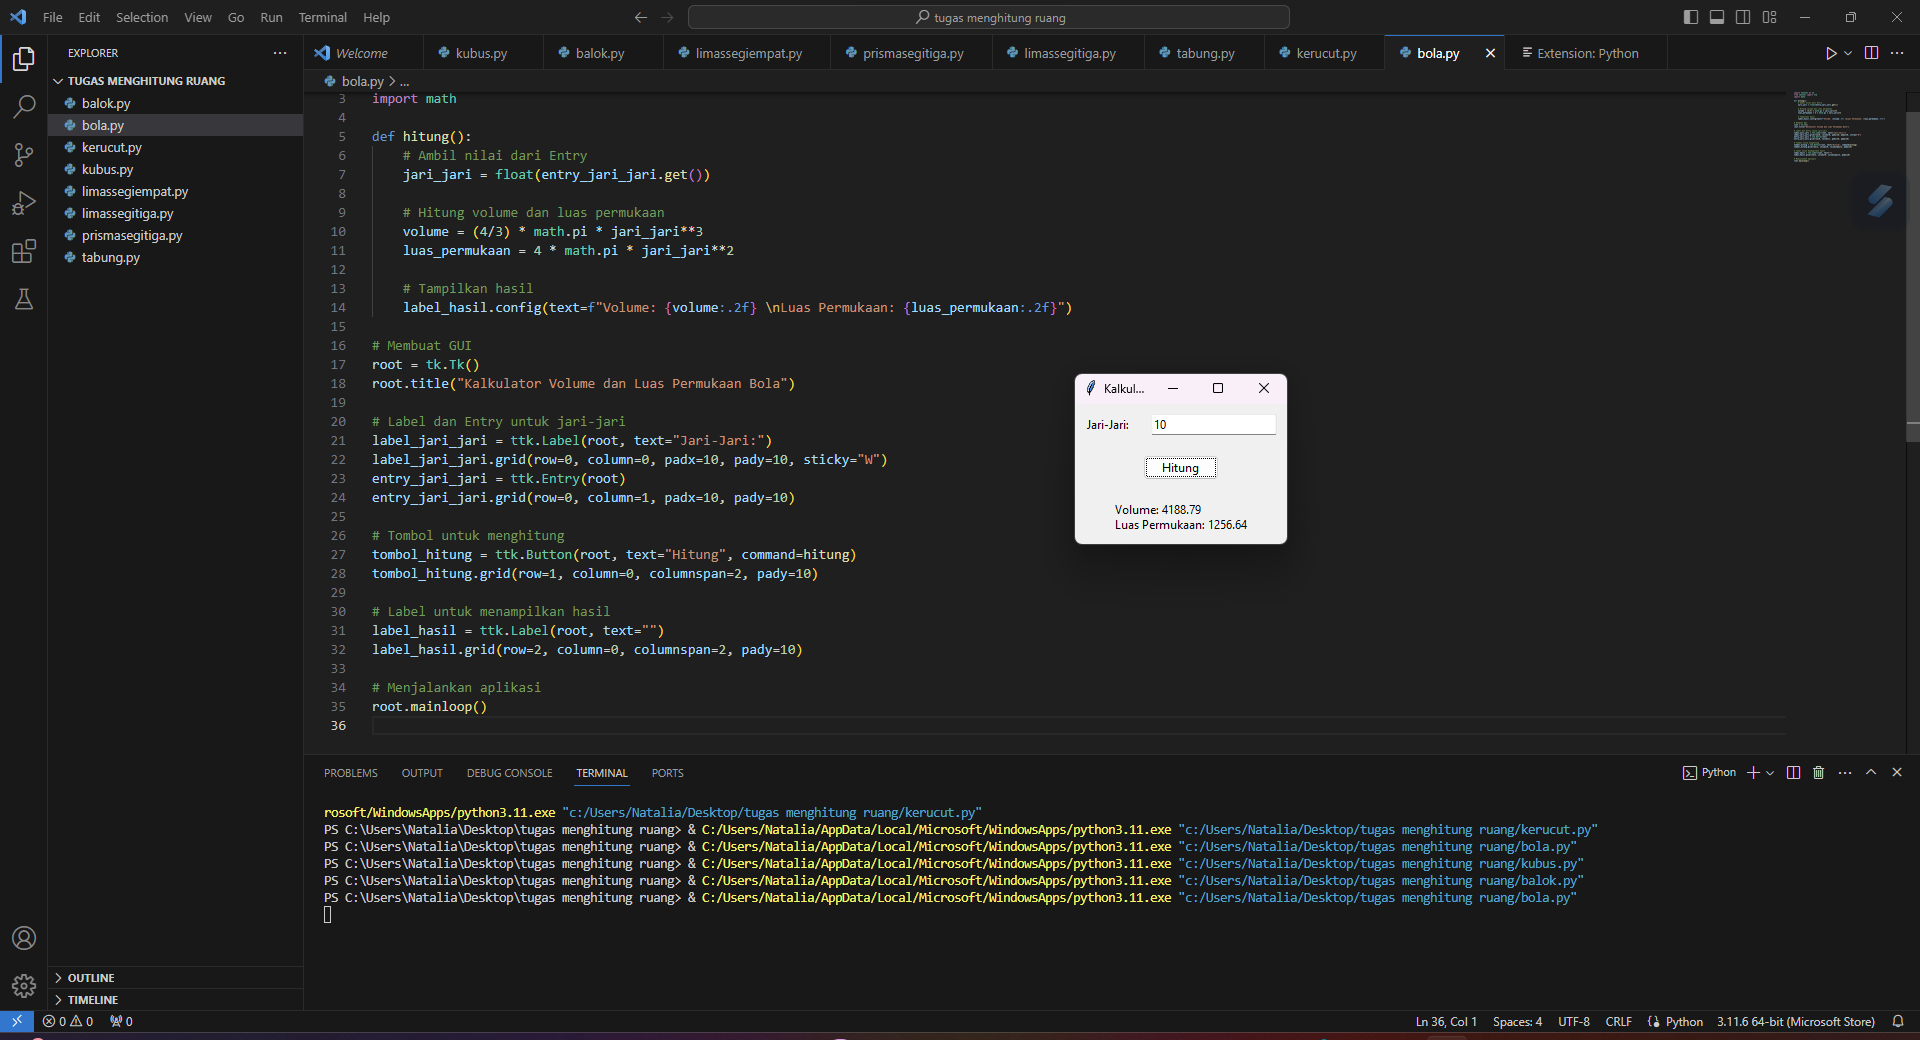 File Edit Selection View Go Run Terminal Help
tugas menghitung ruang
EXPLORER
Welcome kubus.py balok.py limassegiempat.py prismasegitiga.py limassegitiga.py tabung.py kerucut.py bola.py Extension: Python
TUGAS MENGHITUNG RUANG
balok.py
bola.py
kerucut.py
kubus.py
limassegiempat.py
limassegitiga.py
prismasegitiga.py
tabung.py
OUTLINE
TIMELINE
bola.py > ...
3 import math
4
5 def hitung():
6 # Ambil nilai dari Entry
7 jari_jari = float(entry_jari_jari.get())
8
9 # Hitung volume dan luas permukaan
10 volume = (4/3) * math.pi * jari_jari**3
11 luas_permukaan = 4 * math.pi * jari_jari**2
12
13 # Tampilkan hasil
14 label_hasil.config(text=f"Volume: {volume:.2f} \nLuas Permukaan: {luas_permukaan:.2f}")
15
16 # Membuat GUI
17 root = tk.Tk()
18 root.title("Kalkulator Volume dan Luas Permukaan Bola")
19
20 # Label dan Entry untuk jari-jari
21 label_jari_jari = ttk.Label(root, text="Jari-Jari:")
22 label_jari_jari.grid(row=0, column=0, padx=10, pady=10, sticky="W")
23 entry_jari_jari = ttk.Entry(root)
24 entry_jari_jari.grid(row=0, column=1, padx=10, pady=10)
25
26 # Tombol untuk menghitung
27 tombol_hitung = ttk.Button(root, text="Hitung", command=hitung)
28 tombol_hitung.grid(row=1, column=0, columnspan=2, pady=10)
29
30 # Label untuk menampilkan hasil
31 label_hasil = ttk.Label(root, text="")
32 label_hasil.grid(row=2, column=0, columnspan=2, pady=10)
33
34 # Menjalankan aplikasi
35 root.mainloop()
36
Kalkul...
Jari-Jari: 10
Hitung
Volume: 4188.79
Luas Permukaan: 1256.64
PROBLEMS OUTPUT DEBUG CONSOLE TERMINAL PORTS
Python
rosoft/WindowsApps/python3.11.exe "c:/Users/Natalia/Desktop/tugas menghitung ruang/kerucut.py"
PS C:\Users\Natalia\Desktop\tugas menghitung ruang> & C:/Users/Natalia/AppData/Local/Microsoft/WindowsApps/python3.11.exe "c:/Users/Natalia/Desktop/tugas menghitung ruang/kerucut.py"
PS C:\Users\Natalia\Desktop\tugas menghitung ruang> & C:/Users/Natalia/AppData/Local/Microsoft/WindowsApps/python3.11.exe "c:/Users/Natalia/Desktop/tugas menghitung ruang/bola.py"
PS C:\Users\Natalia\Desktop\tugas menghitung ruang> & C:/Users/Natalia/AppData/Local/Microsoft/WindowsApps/python3.11.exe "c:/Users/Natalia/Desktop/tugas menghitung ruang/kubus.py"
PS C:\Users\Natalia\Desktop\tugas menghitung ruang> & C:/Users/Natalia/AppData/Local/Microsoft/WindowsApps/python3.11.exe "c:/Users/Natalia/Desktop/tugas menghitung ruang/balok.py"
PS C:\Users\Natalia\Desktop\tugas menghitung ruang> & C:/Users/Natalia/AppData/Local/Microsoft/WindowsApps/python3.11.exe "c:/Users/Natalia/Desktop/tugas menghitung ruang/bola.py"
0 0 0
Ln 36, Col 1 Spaces: 4 UTF-8 CRLF Python 3.11.6 64-bit (Microsoft Store)